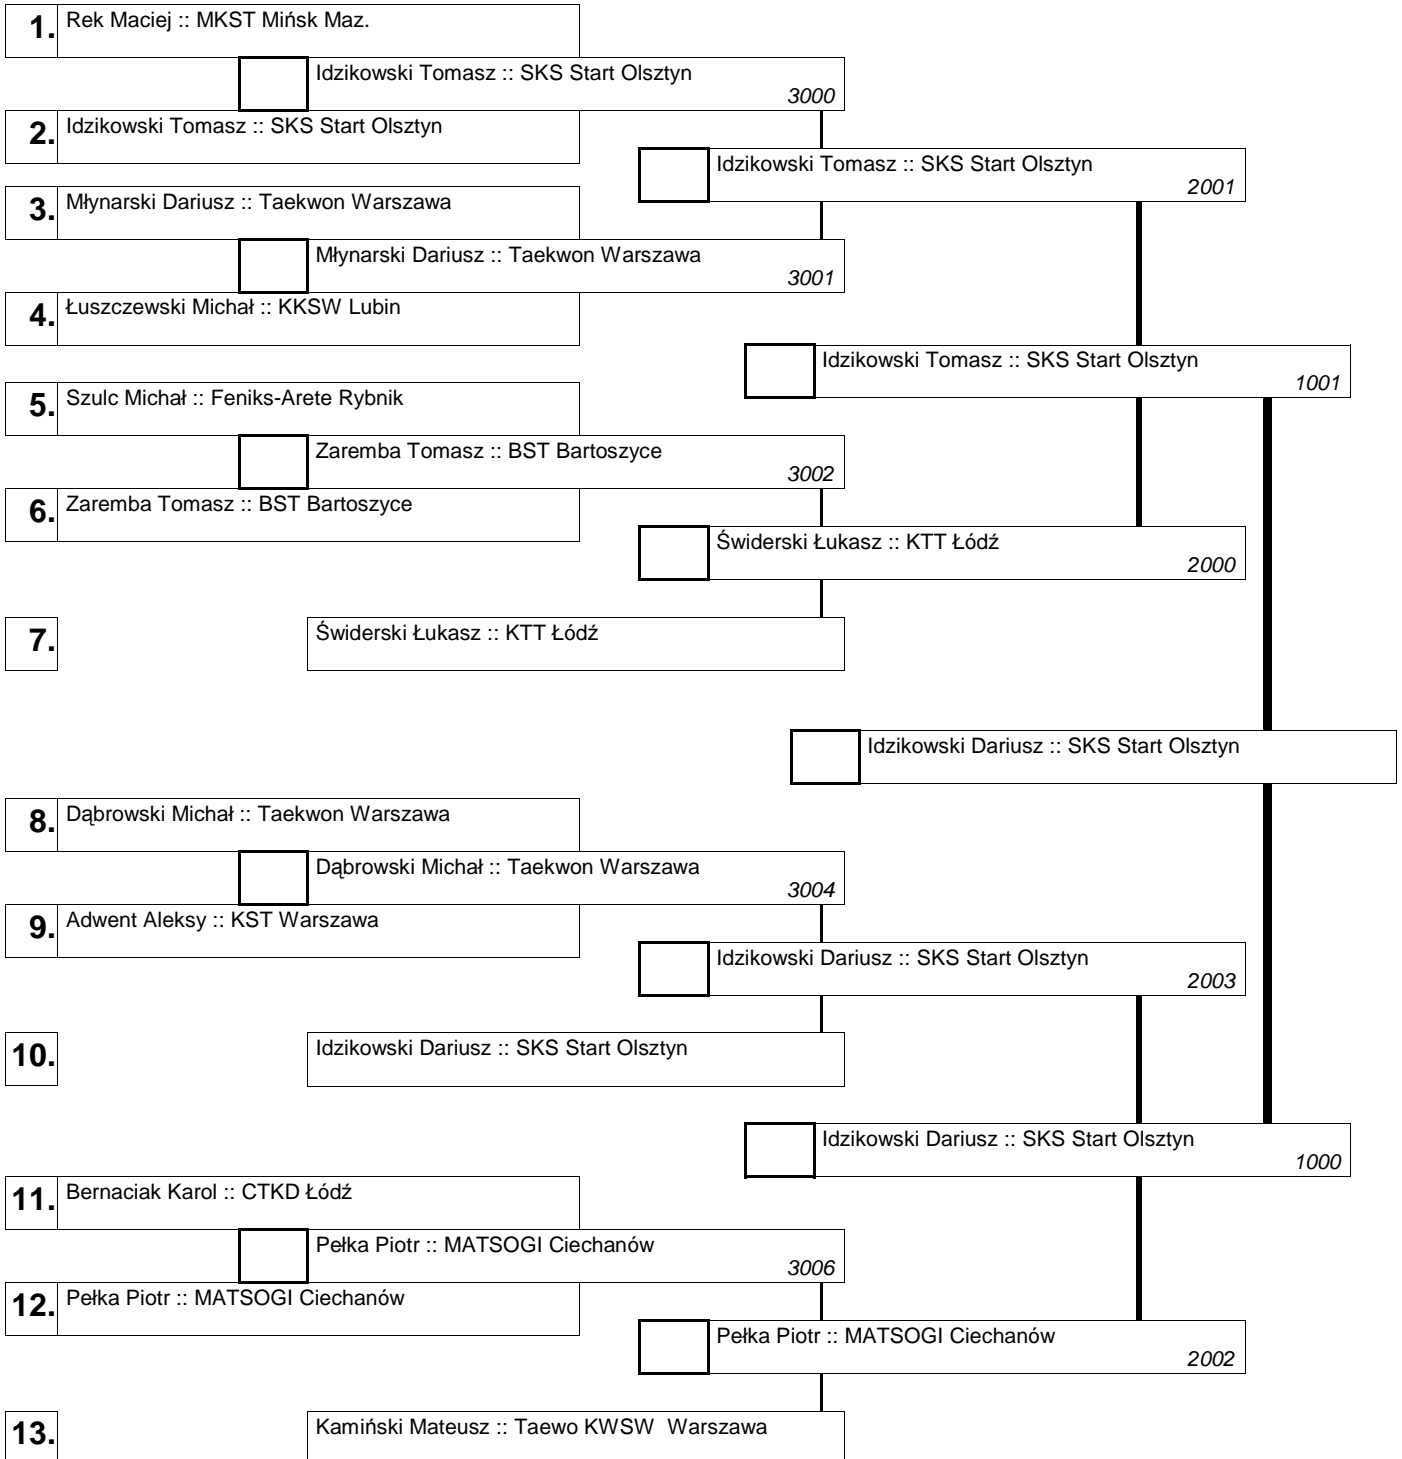 1. Rek Maciej :: MKST Mińsk Maz.
Idzikowski Tomasz :: SKS Start Olsztyn
3000
2. Idzikowski Tomasz :: SKS Start Olsztyn
Idzikowski Tomasz :: SKS Start Olsztyn
2001
3. Młynarski Dariusz :: Taekwon Warszawa
Młynarski Dariusz :: Taekwon Warszawa
3001
4. Łuszczewski Michał :: KKSW Lubin
Idzikowski Tomasz :: SKS Start Olsztyn
1001
5. Szulc Michał :: Feniks-Arete Rybnik
Zaremba Tomasz :: BST Bartoszyce
3002
6. Zaremba Tomasz :: BST Bartoszyce
Świderski Łukasz :: KTT Łódź
2000
7. Świderski Łukasz :: KTT Łódź
Idzikowski Dariusz :: SKS Start Olsztyn
8. Dąbrowski Michał :: Taekwon Warszawa
Dąbrowski Michał :: Taekwon Warszawa
3004
9. Adwent Aleksy :: KST Warszawa
Idzikowski Dariusz :: SKS Start Olsztyn
2003
10. Idzikowski Dariusz :: SKS Start Olsztyn
Idzikowski Dariusz :: SKS Start Olsztyn
1000
11. Bernaciak Karol :: CTKD Łódź
Pełka Piotr :: MATSOGI Ciechanów
3006
12. Pełka Piotr :: MATSOGI Ciechanów
Pełka Piotr :: MATSOGI Ciechanów
2002
13. Kamiński Mateusz :: Taewo KWSW  Warszawa